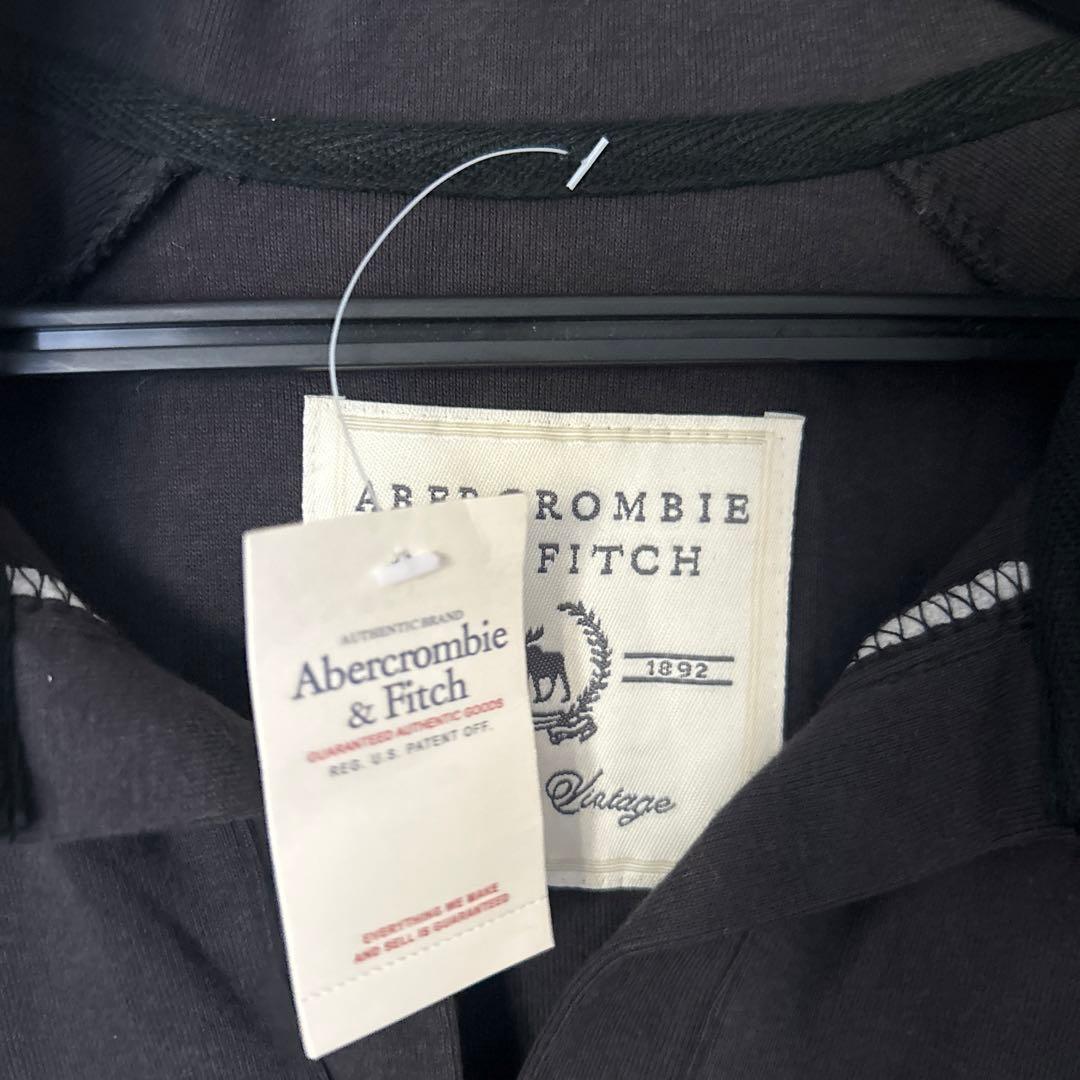 ABERCROMBIE
FITCH
1892
Vintage
AUTHENTIC BRAND
Abercrombie
& Fitch
GUARANTEED AUTHENTIC GOODS
REG. U.S. PATENT OFF.
EVERYTHING WE MAKE
AND SELL IS GUARANTEED